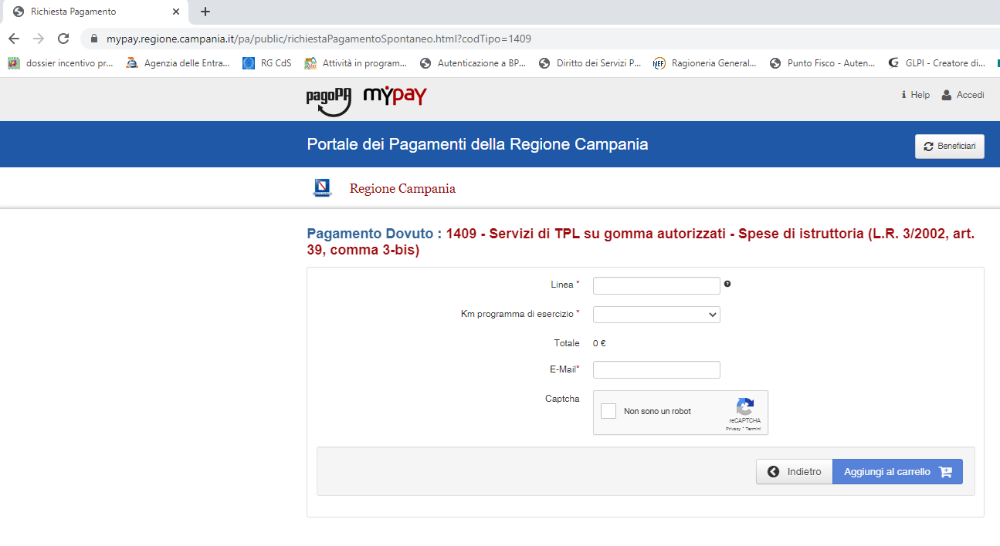 Richiesta Pagamento
mypay.regione.campania.it/pa/public/richiestaPagamentoSpontaneo.html?codTipo=1409
dossier incentivo pr... Agenzia delle Entra... RG CdS Attività in program... Autenticazione a BP... Diritto dei Servizi P... MEF Ragioneria General... Punto Fisco - Auten... GLPI - Creatore di...
pagoPA mypay Help Accedi
Portale dei Pagamenti della Regione Campania Beneficiari
Regione Campania
Pagamento Dovuto : 1409 - Servizi di TPL su gomma autorizzati - Spese di istruttoria (L.R. 3/2002, art.
39, comma 3-bis)
Linea *
Km programma di esercizio *
Totale 0 €
E-Mail*
Captcha
Non sono un robot
reCAPTCHA
Privacy - Termini
Indietro Aggiungi al carrello